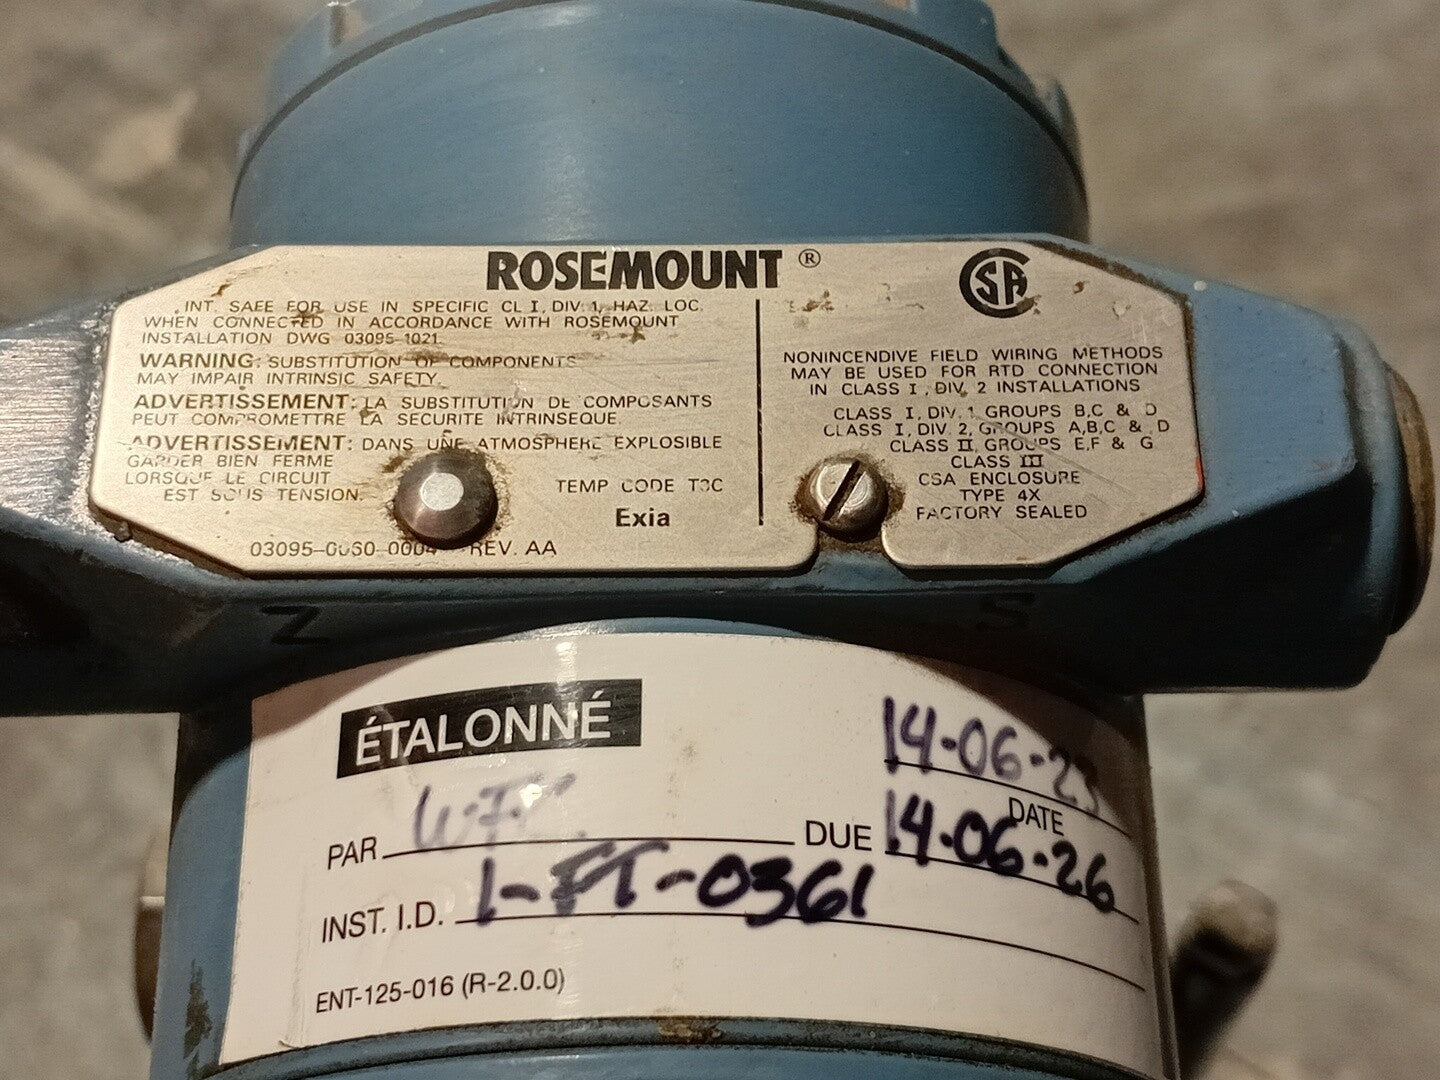 ROSEMOUNT ®
CSA
INT. SAFE FOR USE IN SPECIFIC CL I, DIV. 1, HAZ. LOC.
WHEN CONNECTED IN ACCORDANCE WITH ROSEMOUNT
INSTALLATION DWG 03095-1021
WARNING: SUBSTITUTION OF COMPONENTS
MAY IMPAIR INTRINSIC SAFETY.
ADVERTISSEMENT: LA SUBSTITUTION DE COMPOSANTS
PEUT COMPROMETTRE LA SECURITE INTRINSEQUE.
ADVERTISSEMENT: DANS UNE ATMOSPHERE EXPLOSIBLE
GARDER BIEN FERME
LORSQUE LE CIRCUIT
EST SOUS TENSION.
TEMP CODE T3C
Exia
03095-0060-0004 REV. AA
NONINCENDIVE FIELD WIRING METHODS
MAY BE USED FOR RTD CONNECTION
IN CLASS I, DIV. 2 INSTALLATIONS
CLASS I, DIV. 1, GROUPS B,C & D
CLASS I, DIV. 2, GROUPS A,B,C & D
CLASS II, GROUPS E,F & G
CLASS III
CSA ENCLOSURE
TYPE 4X
FACTORY SEALED
ÉTALONNÉ
14-06-23
DATE
PAR
DUE 14-06-26
INST. I.D. 1-FT-0361
ENT-125-016 (R-2.0.0)